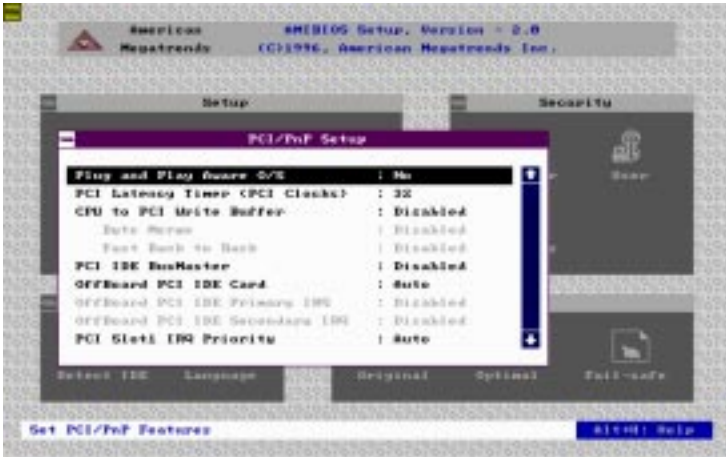 American
Megatrends
AMIBIOS Setup, Version - 2.0
(C)1996, American Megatrends Inc.
Setup
Security
PCI/PnP Setup
Plug and Play Aware O/S : No
PCI Latency Timer (PCI Clocks) : 32
CPU to PCI Write Buffer : Disabled
Byte Merge : Disabled
Fast Back to Back : Disabled
PCI IDE BusMaster : Disabled
OffBoard PCI IDE Card : Auto
OffBoard PCI IDE Primary IRQ : Disabled
OffBoard PCI IDE Secondary IRQ : Disabled
PCI Slot1 IRQ Priority : Auto
User
Detect IDE
Language
Original
Optimal
Fail-safe
Set PCI/PnP Features
Alt+H: Help